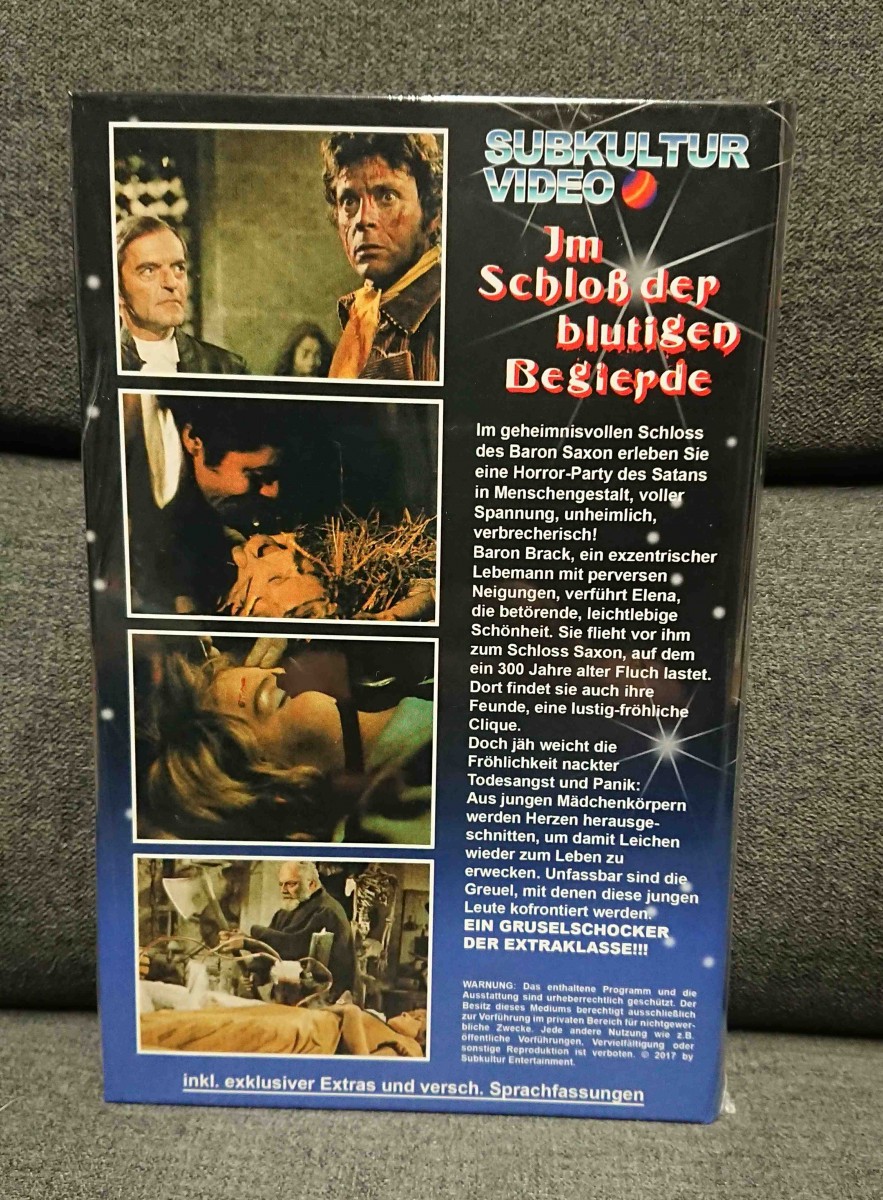 SUBKULTUR
VIDEO
Im
Schloß der
blutigen
Begierde
Im geheimnisvollen Schloss
des Baron Saxon erleben Sie
eine Horror-Party des Satans
in Menschengestalt, voller
Spannung, unheimlich,
verbrecherisch!
Baron Brack, ein exzentrischer
Lebemann mit perversen
Neigungen, verführt Elena,
die betörende, leichtlebige
Schönheit. Sie flieht vor ihm
zum Schloss Saxon, auf dem
ein 300 Jahre alter Fluch lastet.
Dort findet sie auch ihre
Feunde, eine lustig-fröhliche
Clique.
Doch jäh weicht die
Fröhlichkeit nackter
Todesangst und Panik:
Aus jungen Mädchenkörpern
werden Herzen herausge-
schnitten, um damit Leichen
wieder zum Leben zu
erwecken. Unfassbar sind die
Greuel, mit denen diese jungen
Leute kofrontiert werden.
EIN GRUSELSCHOCKER
DER EXTRAKLASSE!!!
WARNUNG: Das enthaltene Programm und die
Ausstattung sind urheberrechtlich geschützt. Der
Besitz dieses Mediums berechtigt ausschließlich
zur Vorführung im privaten Bereich für nichtgewer-
bliche Zwecke. Jede andere Nutzung wie z.B.
öffentliche Vorführungen, Vervielfältigung oder
sonstige Reproduktion ist verboten. © 2017 by
Subkultur Entertainment.
inkl. exklusiver Extras und versch. Sprachfassungen